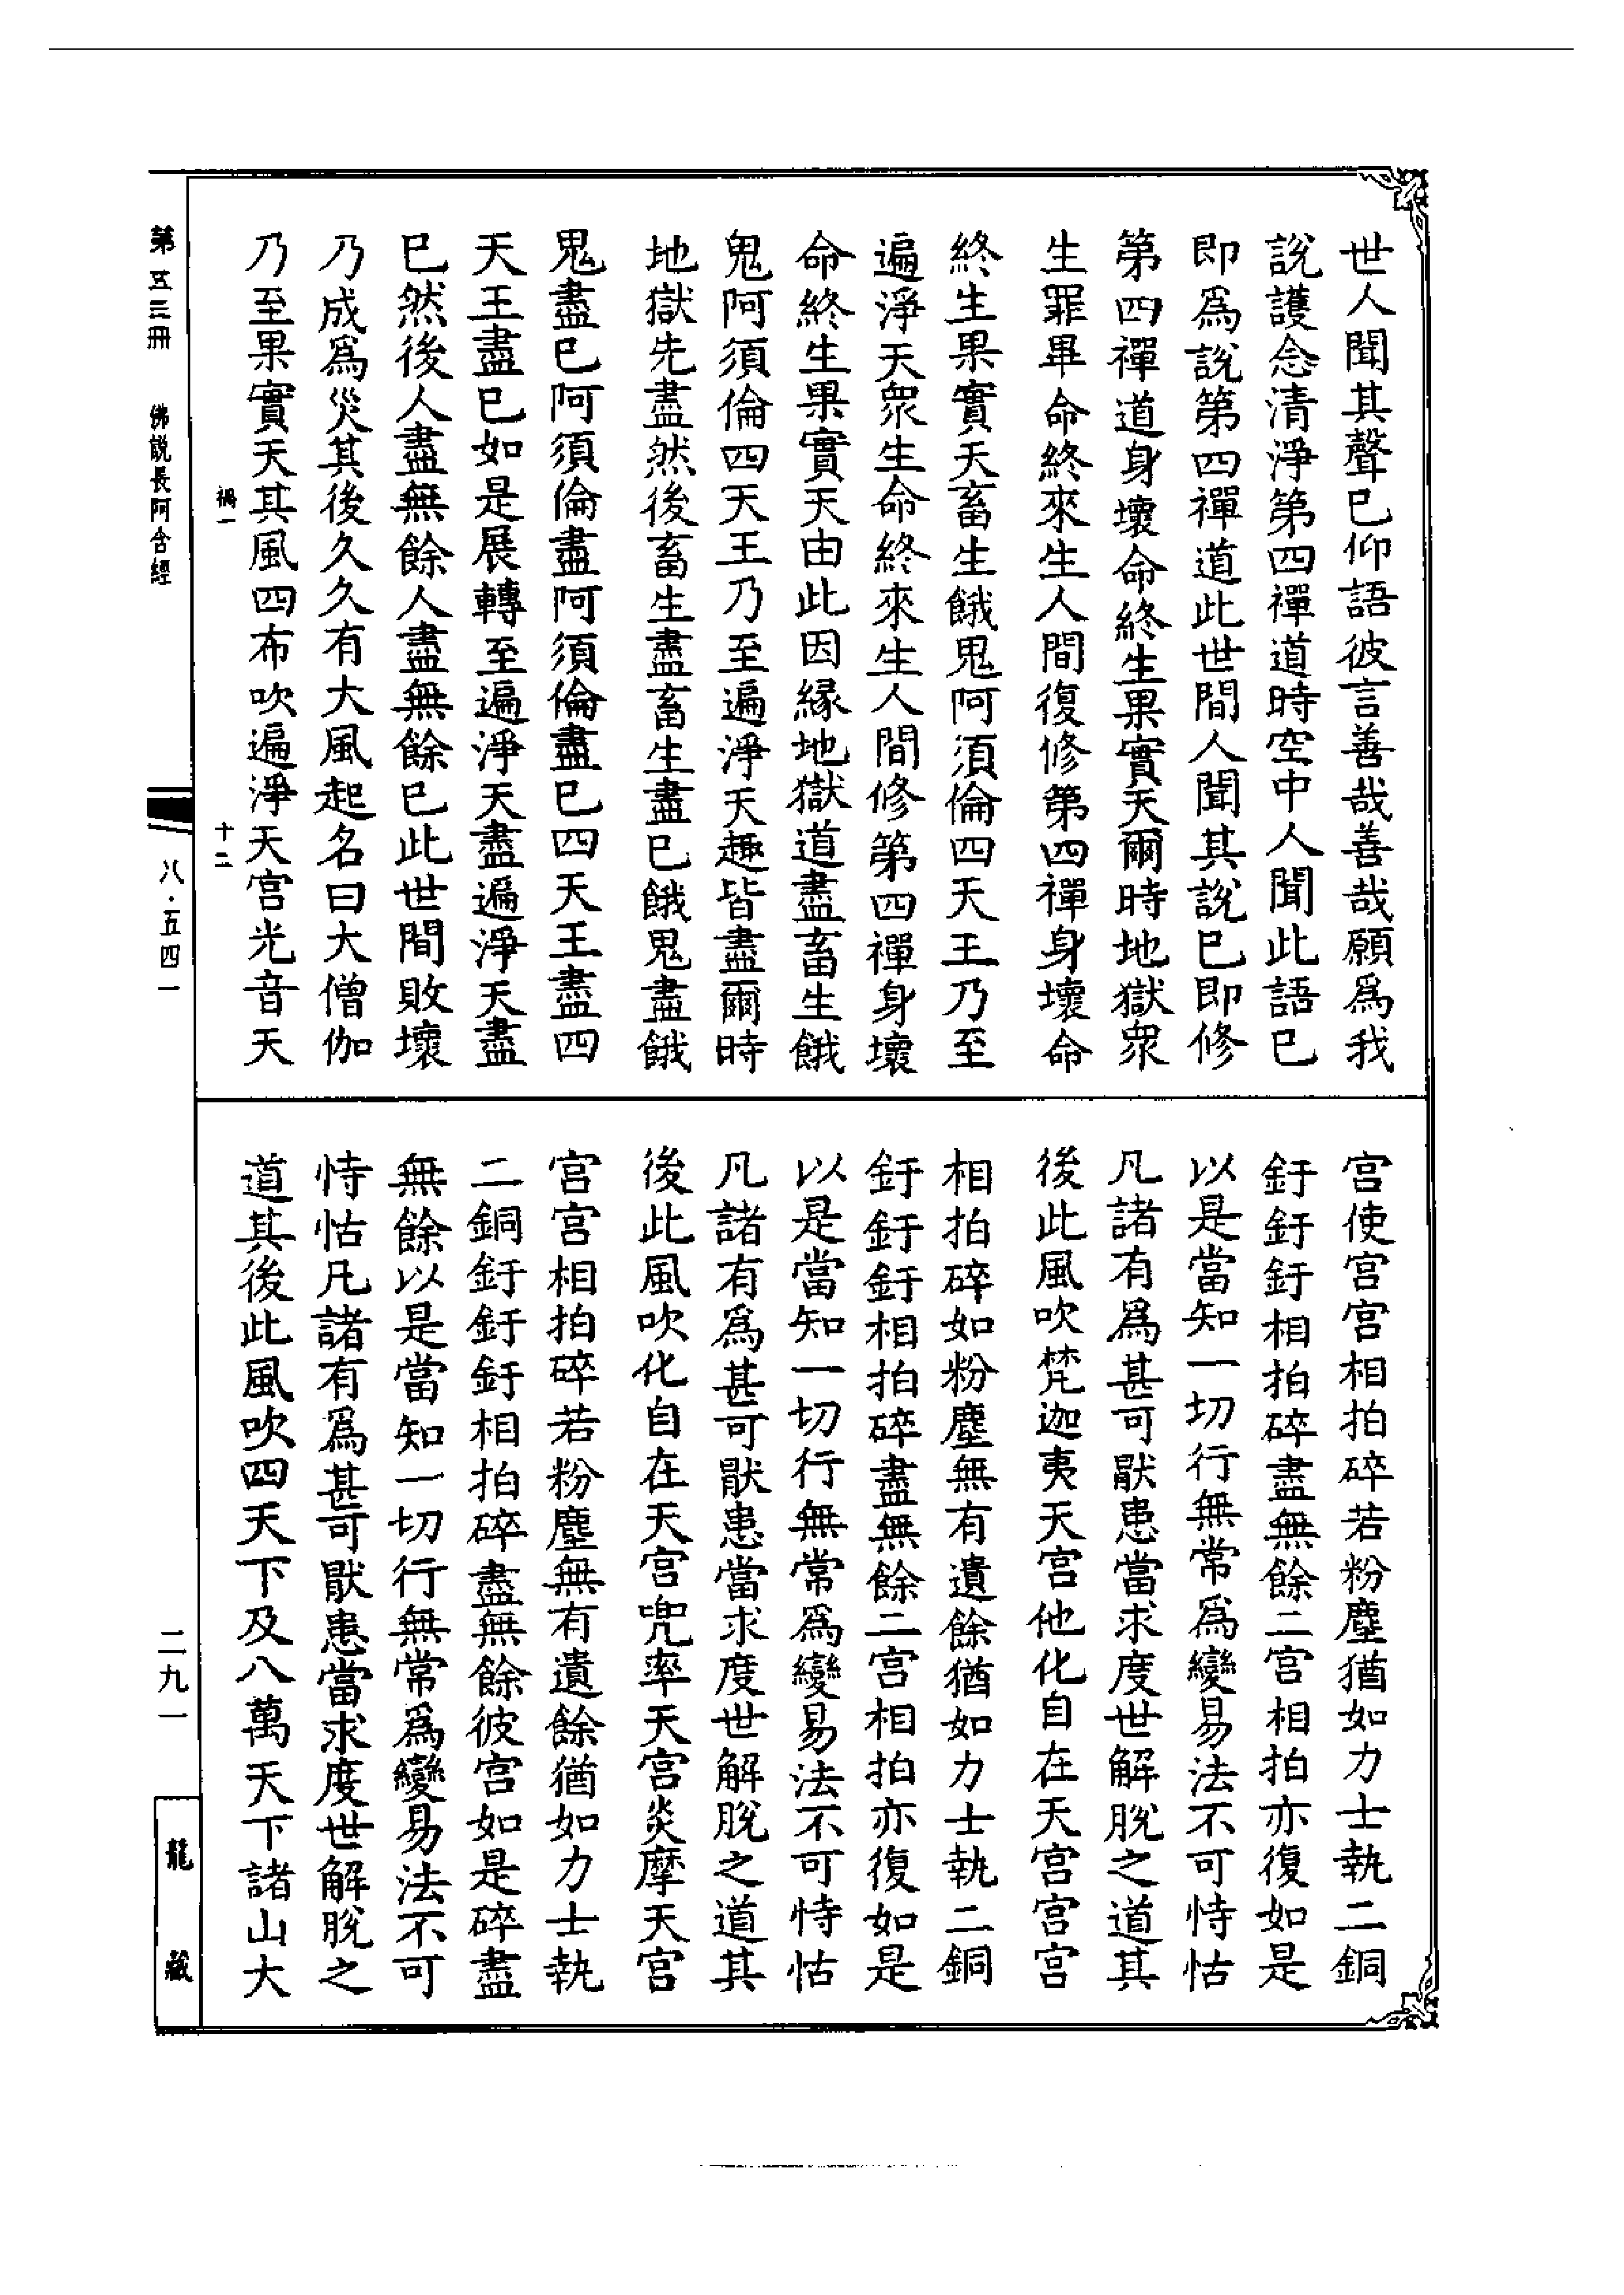 世人聞其聲已仰語彼言善哉善哉願爲我
說護念清淨第四禪道時空中人聞此語已
即爲說第四禪道此世間人聞其說已即修
第四禪道身壞命終生果實天爾時地獄衆
生罪畢命終來生人間復修第四禪身壞命
終生果實天畜生餓鬼阿須倫四天王乃至
遍淨天衆生命終來生人間修第四禪身壞
命終生果實天由此因縁地獄道盡畜生餓
鬼阿須倫四天王乃至遍淨天趣皆盡爾時
地獄先盡然後畜生盡畜生盡已餓鬼盡餓
鬼盡已阿須倫盡阿須倫盡已四天王盡四
天王盡已如是展轉至遍淨天盡遍淨天盡
已然後人盡無餘人盡無餘已此世間敗壞
乃成爲災其後久久有大風起名曰大僧伽
乃至果實天其風四布吹遍淨天宮光音天
宮使宮宮相拍碎若粉塵猶如力士執二銅
釪釪釪相拍碎盡無餘二宮相拍亦復如是
以是當知一切行無常爲變易法不可恃怙
凡諸有爲甚可厭患當求度世解脫之道其
後此風吹梵迦夷天宮他化自在天宮宮宮
相拍碎如粉塵無有遺餘猶如力士執二銅
釪釪釪相拍碎盡無餘二宮相拍亦復如是
以是當知一切行無常爲變易法不可恃怙
凡諸有爲甚可厭患當求度世解脫之道其
後此風吹化自在天宮兜率天宮炎摩天宮
宮宮相拍碎若粉塵無有遺餘猶如力士執
二銅釪釪釪相拍碎盡無餘彼宮如是碎盡
無餘以是當知一切行無常爲變易法不可
恃怙凡諸有爲甚可厭患當求度世解脫之
道其後此風吹四天下及八萬天下諸山大
禍一
十二
第五三冊
佛說長阿含經
八·五四一
二九一
龍藏